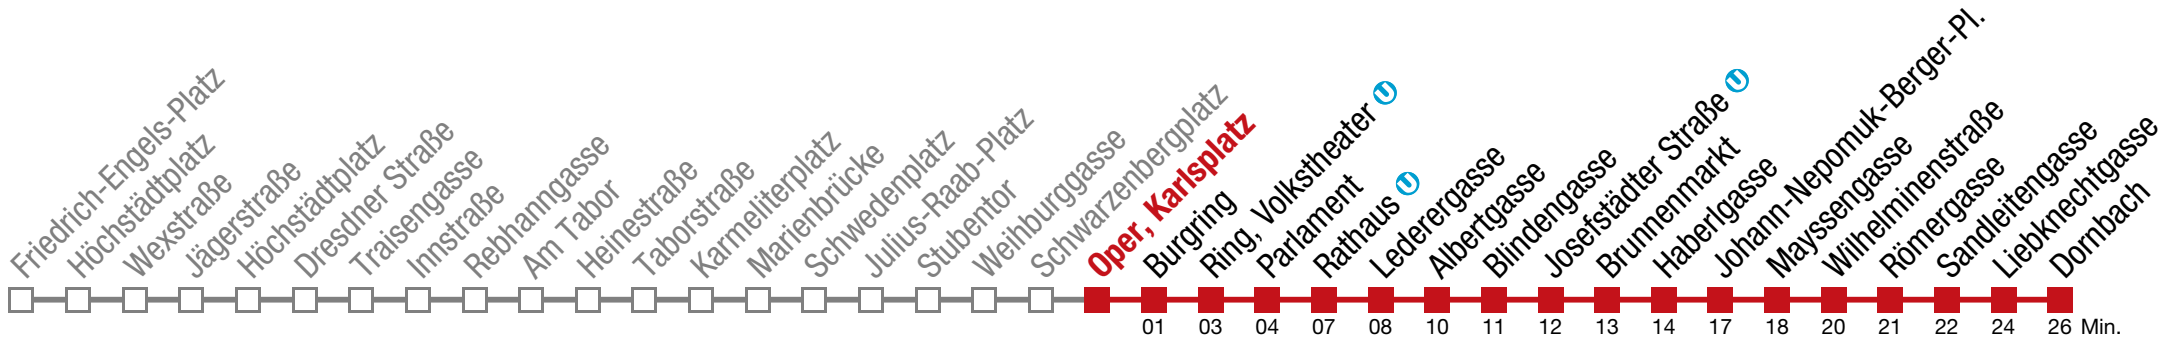 Friedrich-Engels-Platz
Höchstädtplatz
Wexstraße
Jägerstraße
Höchstädtplatz
Dresdner Straße
Traisengasse
Innstraße
Rebhanngasse
Am Tabor
Heinestraße
Taborstraße
Karmeliterplatz
Marienbrücke
Schwedenplatz
Julius-Raab-Platz
Stubentor
Weihburggasse
Schwarzenbergplatz
Oper, Karlsplatz
Burgring
Ring, Volkstheater U
Parlament
Rathaus U
Lederergasse
Albertgasse
Blindengasse
Josefstädter Straße U
Brunnenmarkt
Haberlgasse
Johann-Nepomuk-Berger-Pl.
Mayssengasse
Wilhelminenstraße
Römergasse
Sandleitengasse
Liebknechtgasse
Dornbach
01 03 04 07 08 10 11 12 13 14 17 18 20 21 22 24 26 Min.